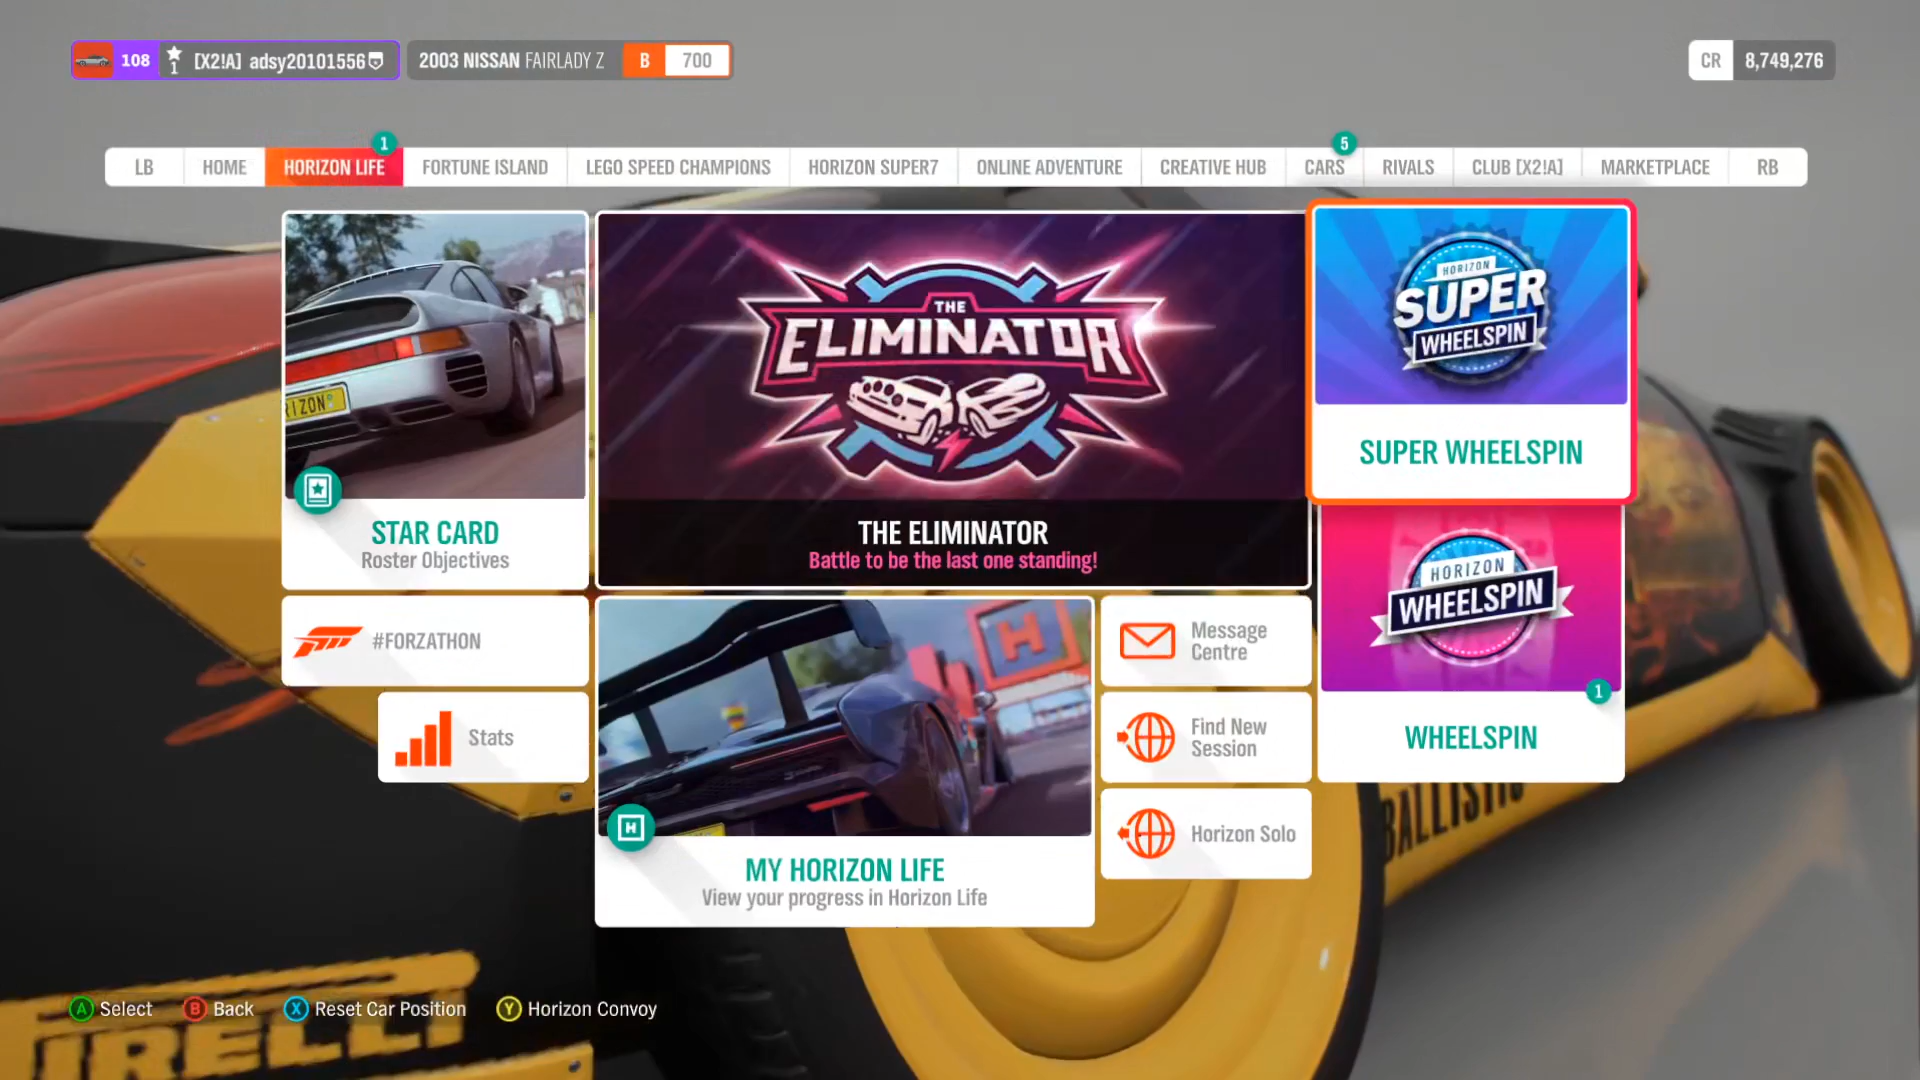 108 1 [X2!A] adsy20101556 2003 NISSAN FAIRLADY Z B 700 CR 8,749,276
1 5
LB HOME HORIZON LIFE FORTUNE ISLAND LEGO SPEED CHAMPIONS HORIZON SUPER7 ONLINE ADVENTURE CREATIVE HUB CARS RIVALS CLUB [X2!A] MARKETPLACE RB
RIZON
STAR CARD
Roster Objectives
THE
ELIMINATOR
THE ELIMINATOR
Battle to be the last one standing!
HORIZON
SUPER
WHEELSPIN
SUPER WHEELSPIN
HORIZON
WHEELSPIN
1
WHEELSPIN
#FORZATHON
Stats
H
H
MY HORIZON LIFE
View your progress in Horizon Life
Message
Centre
Find New
Session
Horizon Solo
BALLISTIC
PIRELLI
A Select B Back X Reset Car Position Y Horizon Convoy